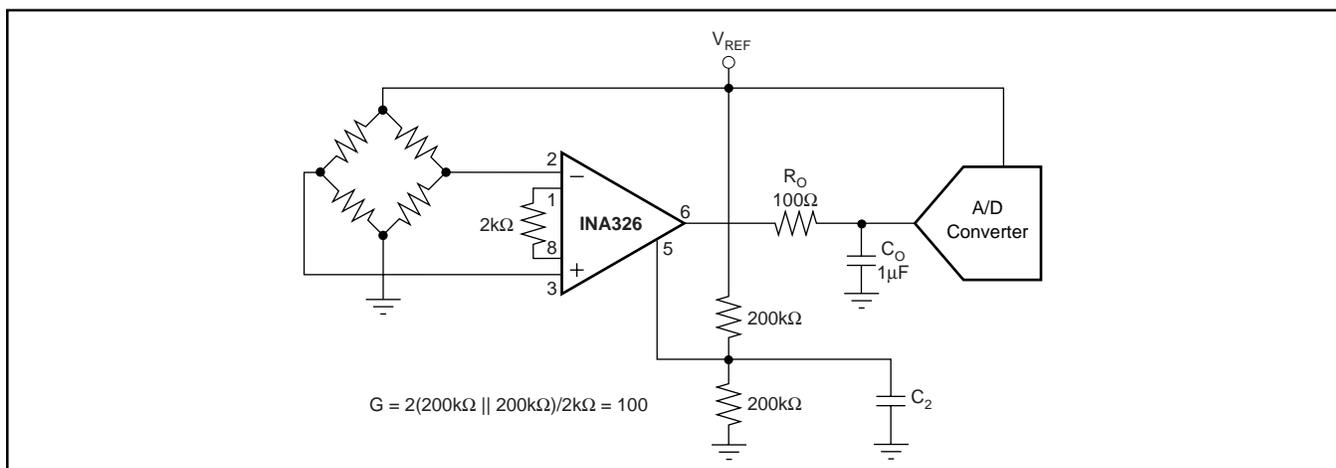 V_REF
2
−
1
2kΩ
8
+
3
INA326
6
5
R_O
100Ω
C_O
1µF
A/D
Converter
200kΩ
200kΩ
C_2
G = 2(200kΩ || 200kΩ)/2kΩ = 100